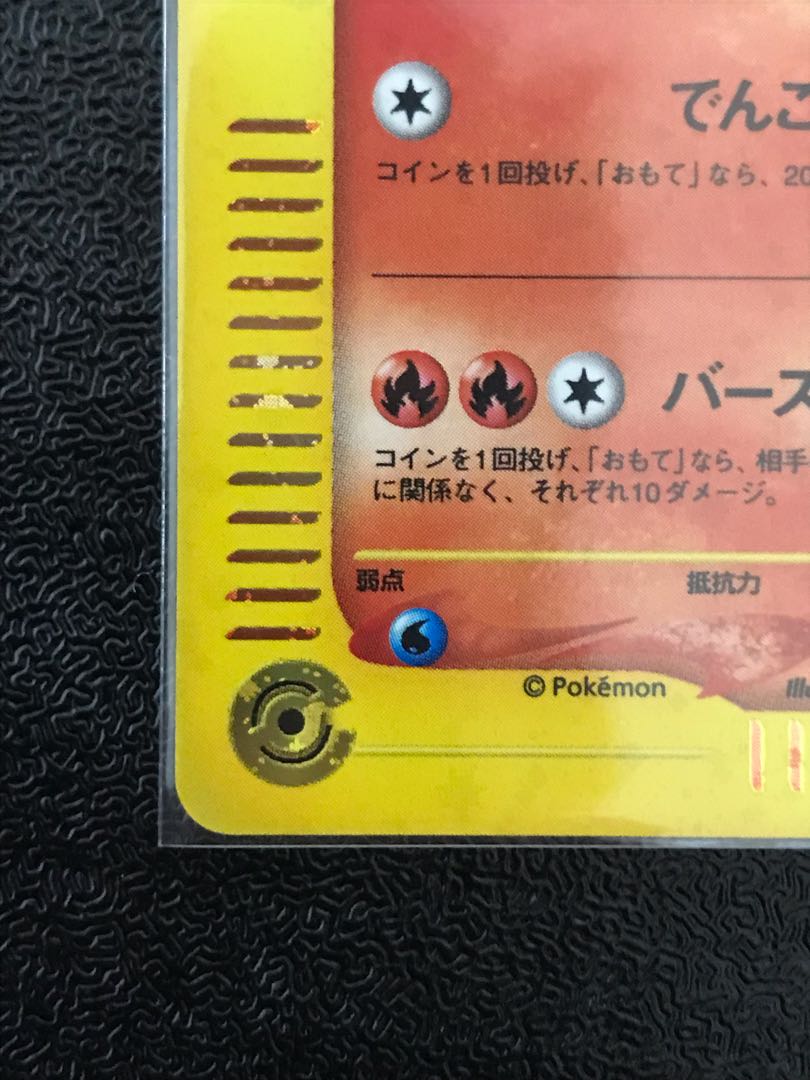 でんこ
コインを1回投げ、「おもて」なら、20
バース
コインを1回投げ、「おもて」なら、相手
に関係なく、それぞれ10ダメージ。
弱点 抵抗力
© Pokémon Illu